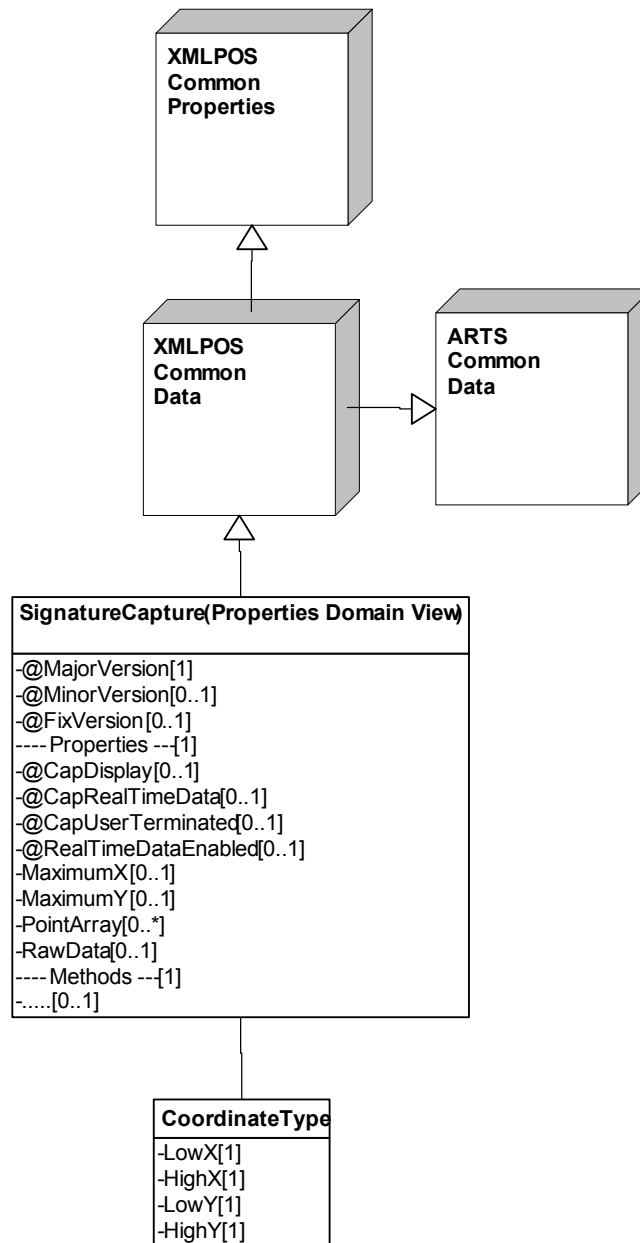 XMLPOS
Common
Properties
XMLPOS
Common
Data
ARTS
Common
Data
SignatureCapture(Properties Domain View)
-@MajorVersion[1]
-@MinorVersion[0..1]
-@FixVersion[0..1]
---- Properties ---[1]
-@CapDisplay[0..1]
-@CapRealTimeData[0..1]
-@CapUserTerminated[0..1]
-@RealTimeDataEnabled[0..1]
-MaximumX[0..1]
-MaximumY[0..1]
-PointArray[0..*]
-RawData[0..1]
---- Methods ---[1]
-.....[0..1]
CoordinateType
-LowX[1]
-HighX[1]
-LowY[1]
-HighY[1]